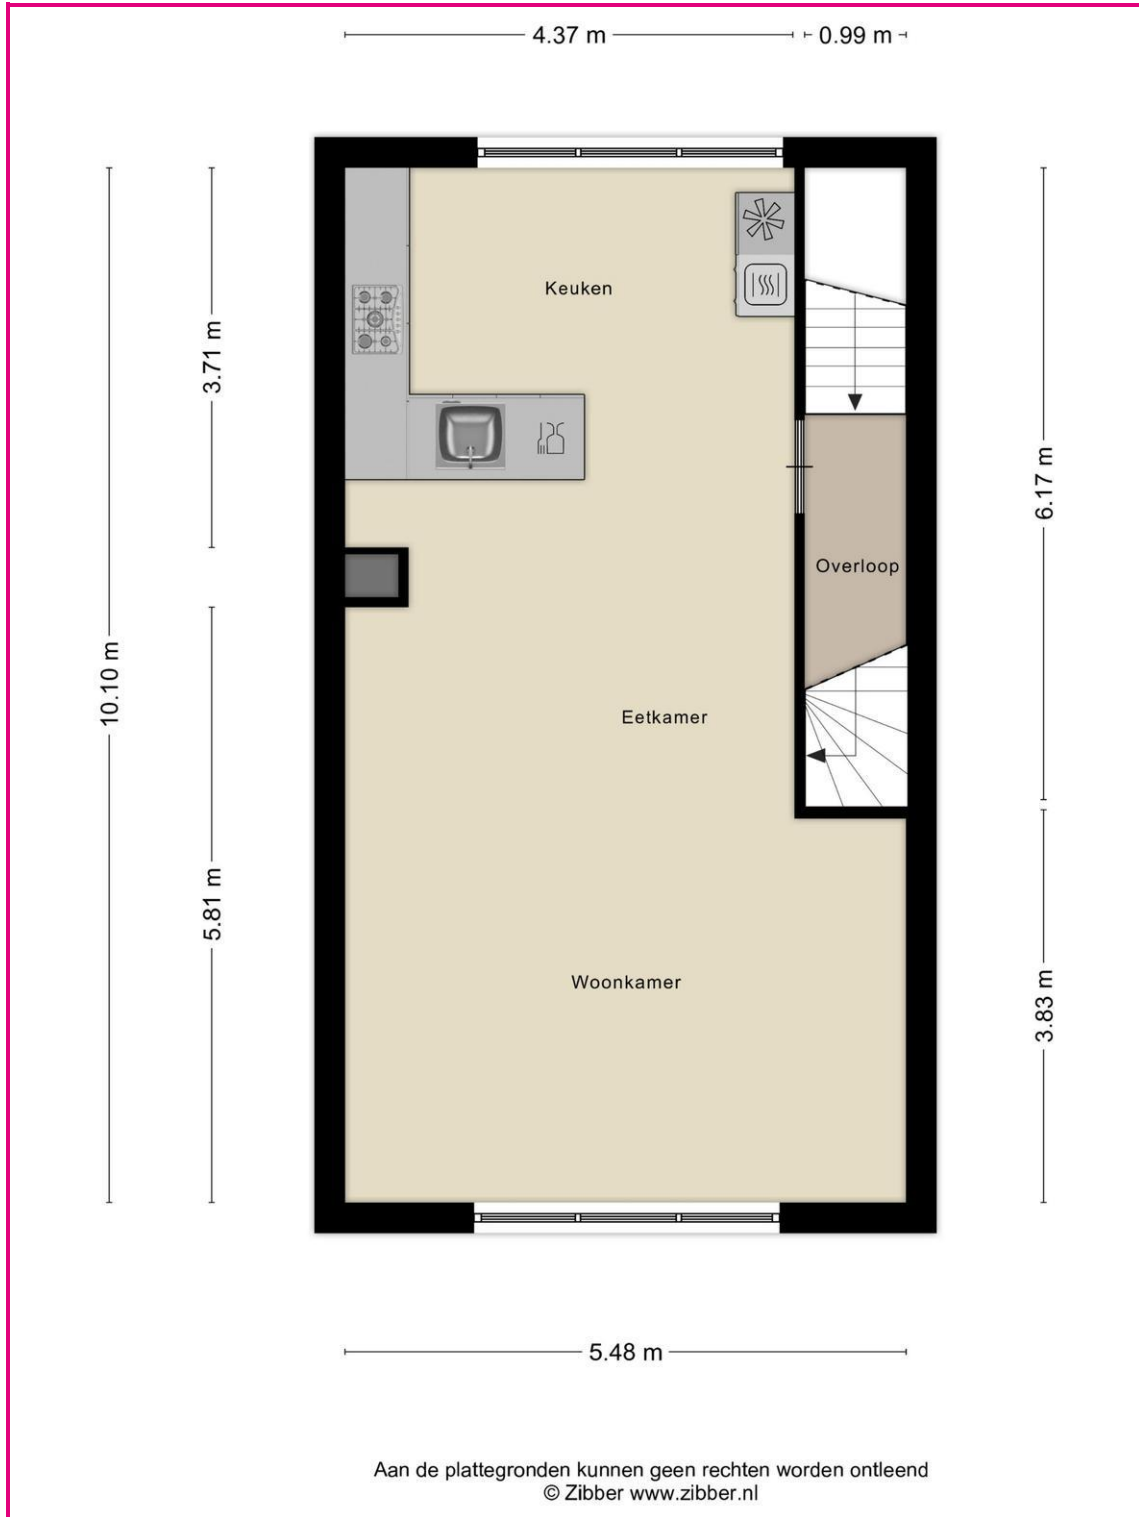 4.37 m
0.99 m
Keuken
3.71 m
6.17 m
Overloop
10.10 m
Eetkamer
5.81 m
Woonkamer
3.83 m
5.48 m
Aan de plattegronden kunnen geen rechten worden ontleend
© Zibber www.zibber.nl